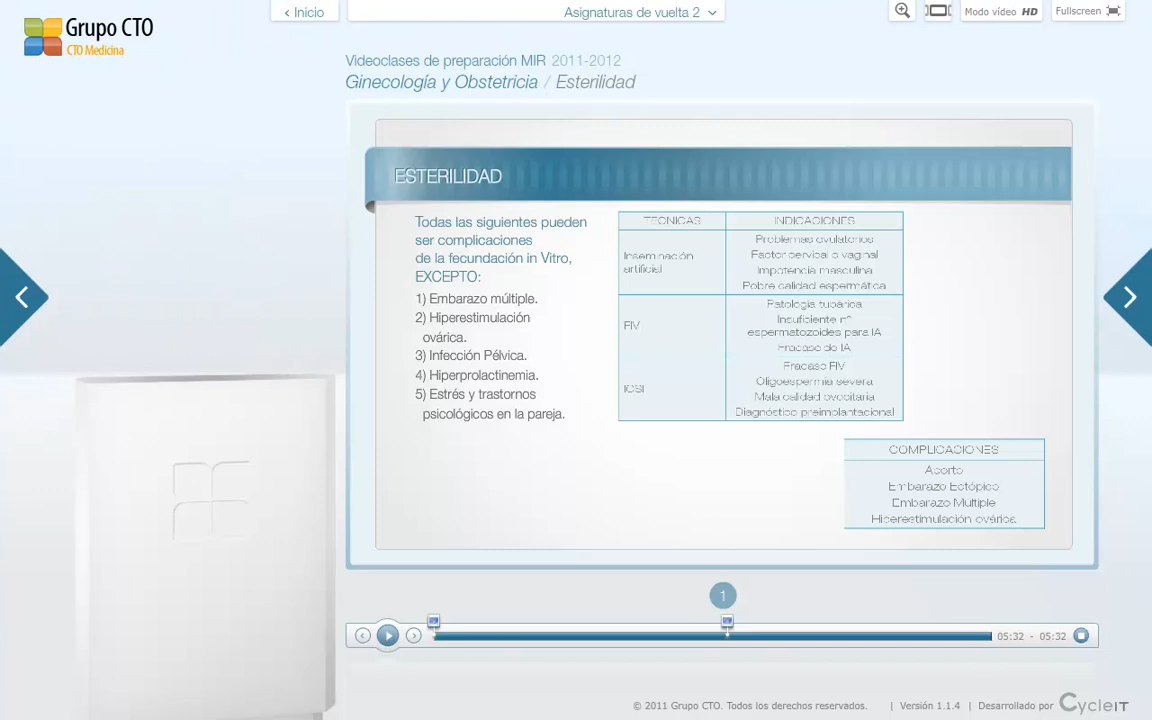 Grupo CTO
CTO Medicina
Inicio
Asignaturas de vuelta 2
Modo vídeo HD
Fullscreen
Videoclases de preparación MIR 2011-2012
Ginecología y Obstetricia / Esterilidad
ESTERILIDAD
Todas las siguientes pueden
ser complicaciones
de la fecundación in Vitro,
EXCEPTO:
1) Embarazo múltiple.
2) Hiperestimulación
ovárica.
3) Infección Pélvica.
4) Hiperprolactinemia.
5) Estrés y trastornos
psicológicos en la pareja.
TECNICAS
INDICACIONES
Inseminación
artificial
Problemas ovulatorios
Factor cervical o vaginal
Impotencia masculina
Pobre calidad espermática
FIV
Patología tubárica
Insuficiente nº
espermatozoides para IA
Fracaso de IA
ICSI
Fracaso FIV
Oligoespermia severa
Mala calidad ovocitaria
Diagnóstico preimplantacional
COMPLICACIONES
Aborto
Embarazo Ectópico
Embarazo Multiple
Hiperestimulación ovárica
1
05:32 - 05:32
© 2011 Grupo CTO. Todos los derechos reservados. | Versión 1.1.4 | Desarrollado por CycleIT